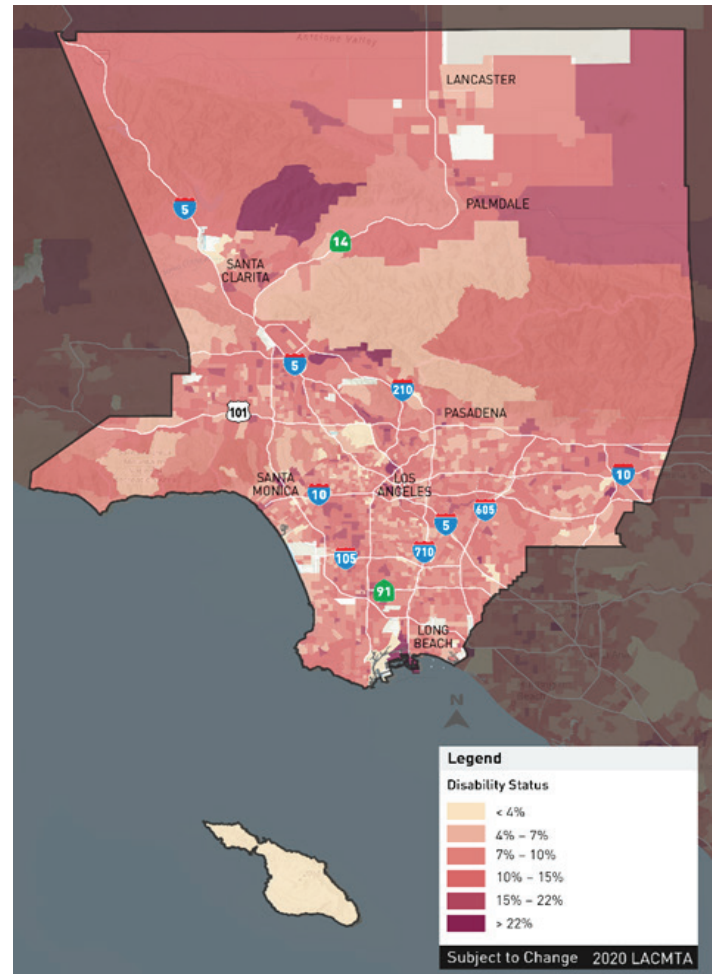 Antelope Valley
LANCASTER
PALMDALE
5
14
SANTA
CLARITA
5
210
101
PASADENA
SANTA
MONICA
LOS
ANGELES
10
10
605
5
105
710
91
LONG
BEACH
N
Legend
Disability Status
< 4%
4% – 7%
7% – 10%
10% – 15%
15% – 22%
> 22%
Subject to Change 2020 LACMTA